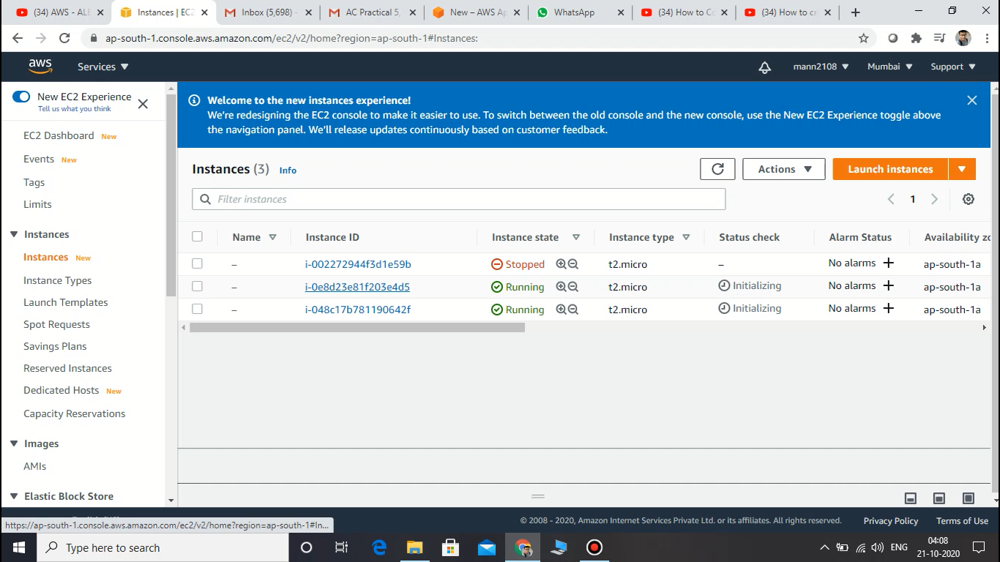 (34) AWS - ALB
Instances | EC2
Inbox (5,698) -
AC Practical 5,
New – AWS Ap
WhatsApp
(34) How to Co
(34) How to cr
ap-south-1.console.aws.amazon.com/ec2/v2/home?region=ap-south-1#Instances:
aws
Services
mann2108
Mumbai
Support
New EC2 Experience
Tell us what you think
EC2 Dashboard New
Events New
Tags
Limits
Instances
Instances New
Instance Types
Launch Templates
Spot Requests
Savings Plans
Reserved Instances
Dedicated Hosts New
Capacity Reservations
Images
AMIs
Elastic Block Store
Welcome to the new instances experience!
We're redesigning the EC2 console to make it easier to use. To switch between the old console and the new console, use the New EC2 Experience toggle above
the navigation panel. We'll release updates continuously based on customer feedback.
Instances (3) Info
Actions
Launch instances
Filter instances
1
Name Instance ID Instance state Instance type Status check Alarm Status Availability zo
– i-002272944f3d1e59b Stopped t2.micro – No alarms + ap-south-1a
– i-0e8d23e81f203e4d5 Running t2.micro Initializing No alarms + ap-south-1a
– i-048c17b781190642f Running t2.micro Initializing No alarms + ap-south-1a
https://ap-south-1.console.aws.amazon.com/ec2/v2/home?region=ap-south-1#In...
© 2008 - 2020, Amazon Internet Services Private Ltd. or its affiliates. All rights reserved. Privacy Policy Terms of Use
Type here to search
ENG
04:08
21-10-2020